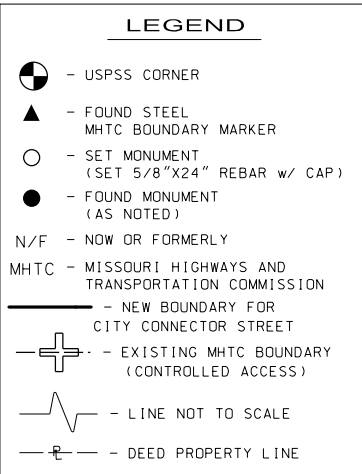 LEGEND
- USPSS CORNER
- FOUND STEEL
MHTC BOUNDARY MARKER
- SET MONUMENT
(SET 5/8"X24" REBAR w/ CAP)
- FOUND MONUMENT
(AS NOTED)
N/F - NOW OR FORMERLY
MHTC - MISSOURI HIGHWAYS AND
TRANSPORTATION COMMISSION
- NEW BOUNDARY FOR
CITY CONNECTOR STREET
- EXISTING MHTC BOUNDARY
(CONTROLLED ACCESS)
- LINE NOT TO SCALE
PL - DEED PROPERTY LINE